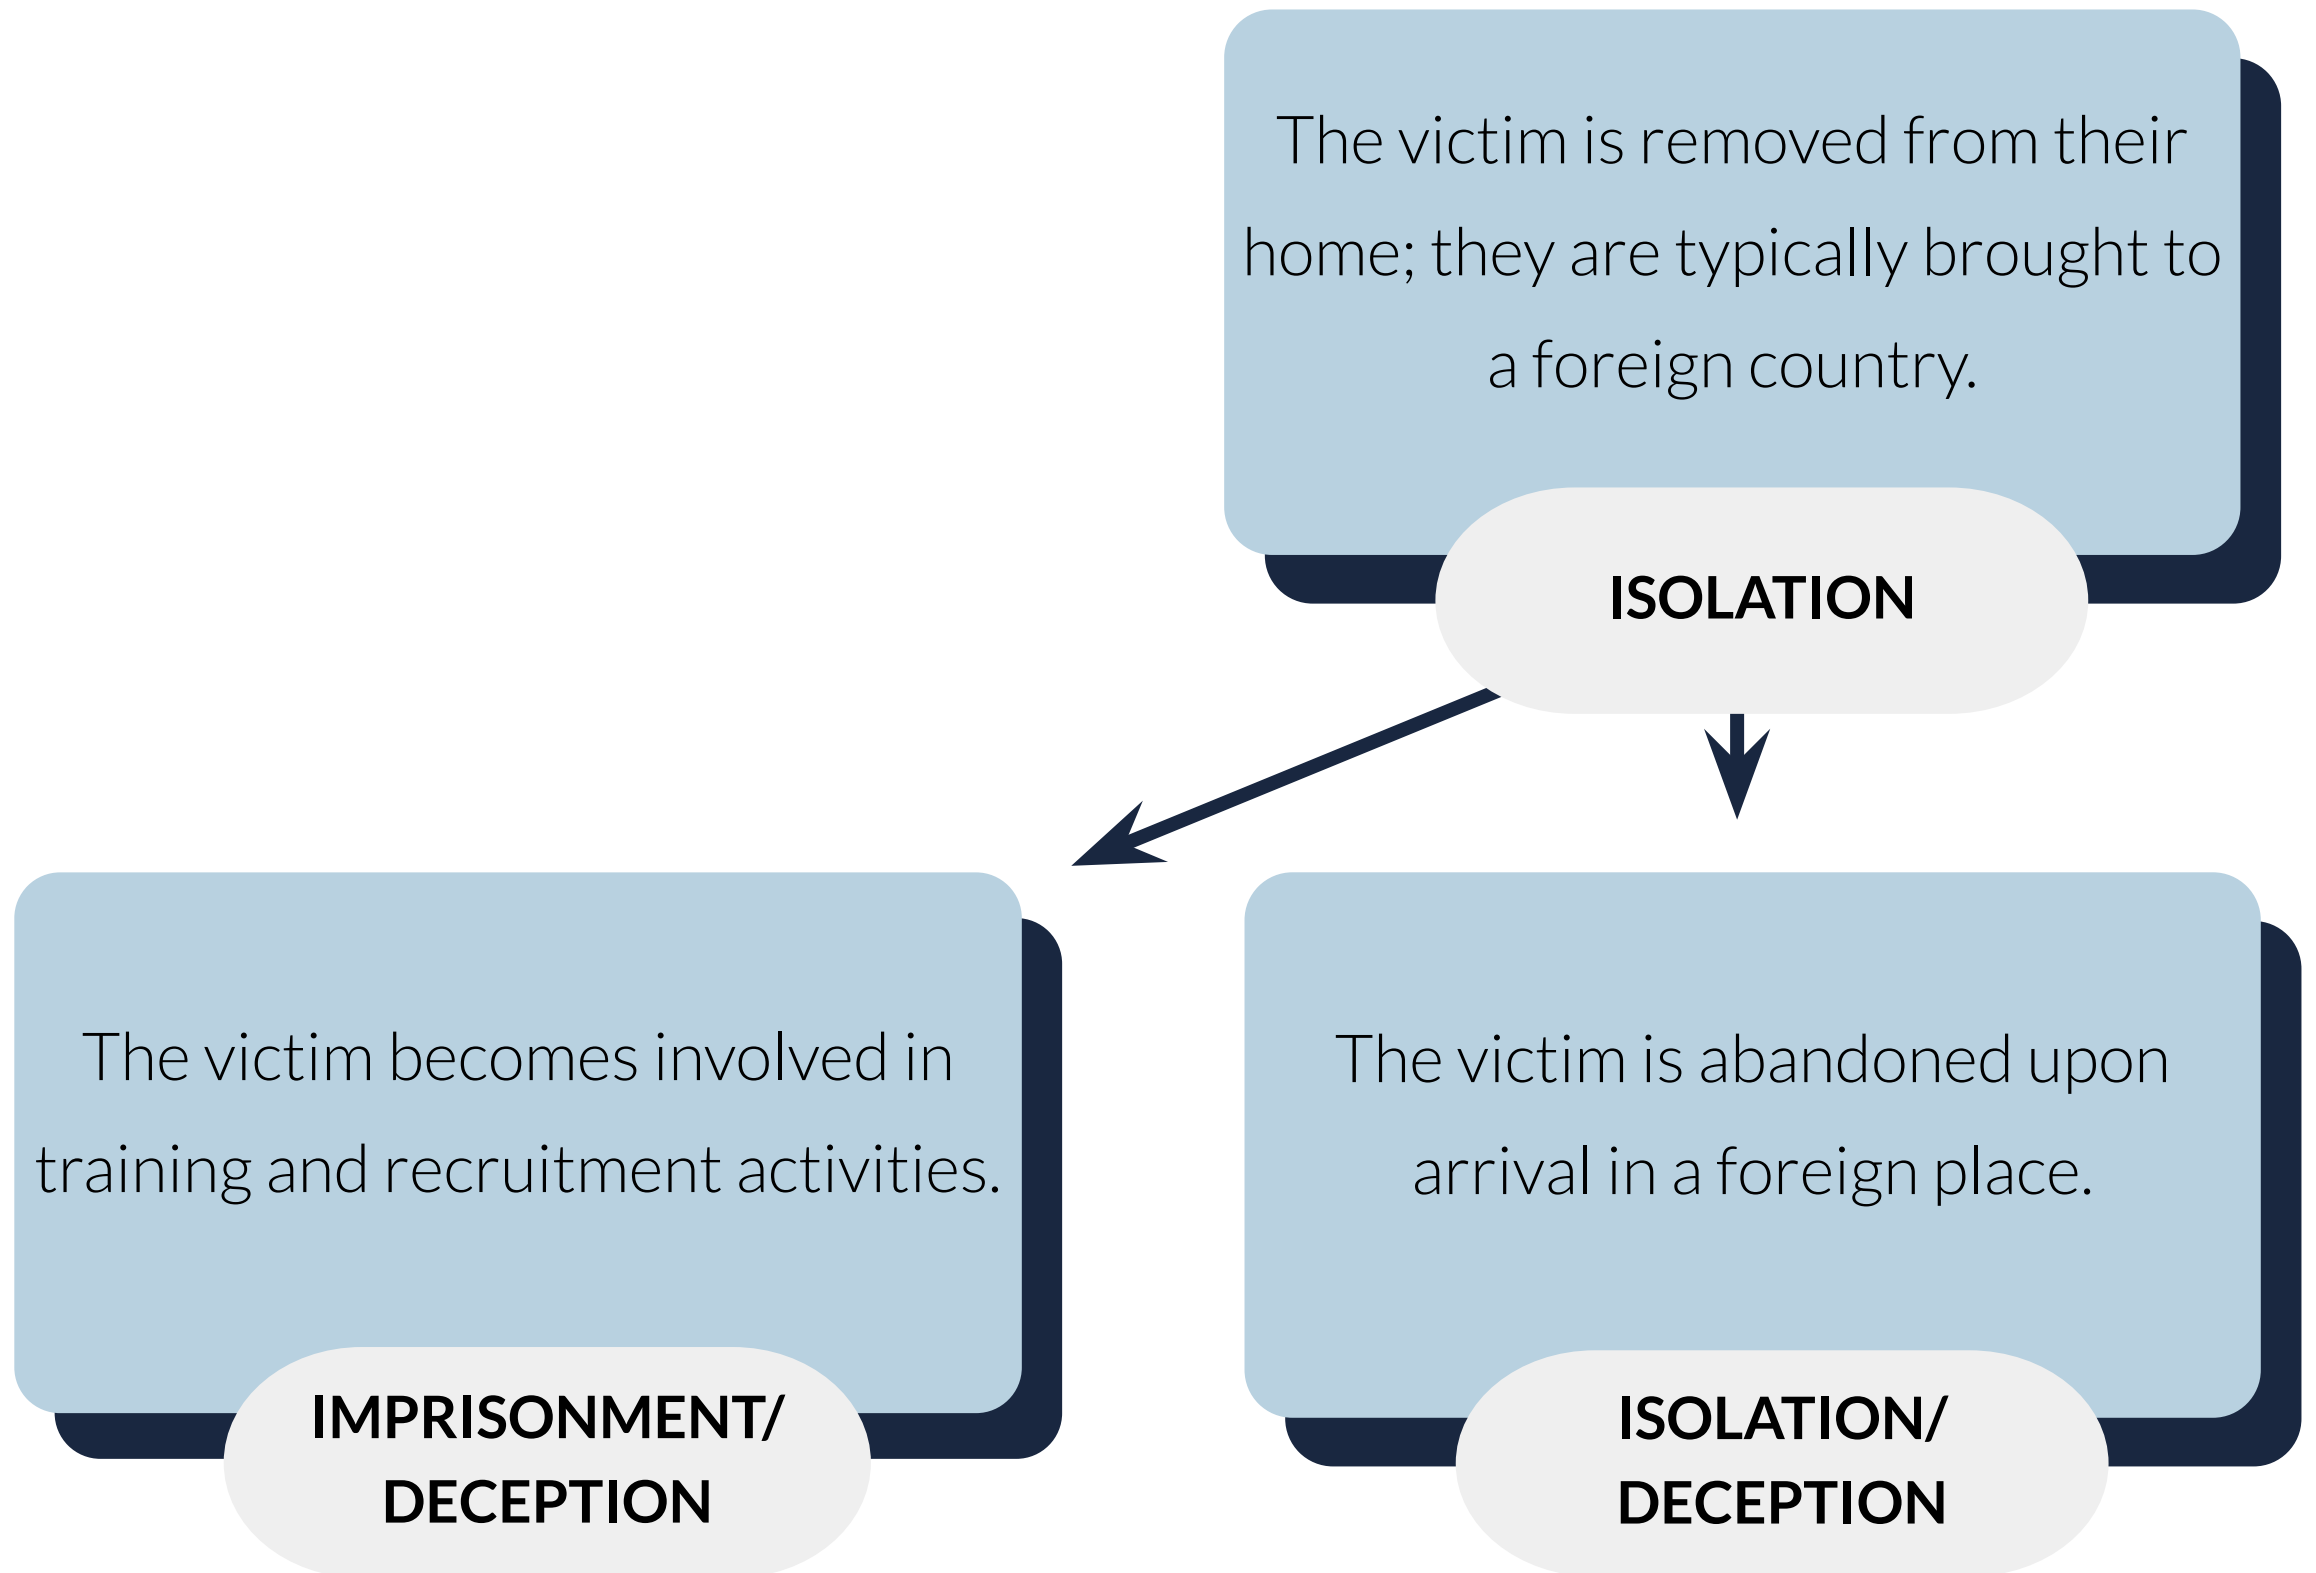 The victim is removed from their
home; they are typically brought to
a foreign country.
ISOLATION
The victim becomes involved in
training and recruitment activities.
IMPRISONMENT/
DECEPTION
The victim is abandoned upon
arrival in a foreign place.
ISOLATION/
DECEPTION